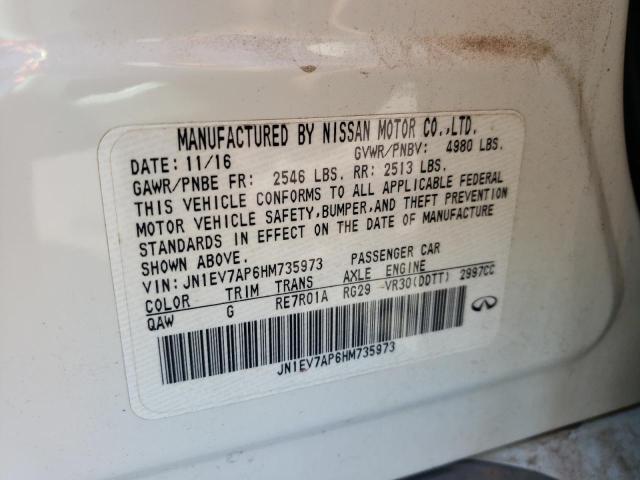 MANUFACTURED BY NISSAN MOTOR CO.,LTD.
DATE: 11/16 GVWR/PNBV: 4980 LBS.
GAWR/PNBE FR: 2546 LBS. RR: 2513 LBS.
THIS VEHICLE CONFORMS TO ALL APPLICABLE FEDERAL
MOTOR VEHICLE SAFETY,BUMPER,AND THEFT PREVENTION
STANDARDS IN EFFECT ON THE DATE OF MANUFACTURE
SHOWN ABOVE.
VIN: JN1EV7AP6HM735973 PASSENGER CAR
COLOR TRIM TRANS AXLE ENGINE
QAW G RE7R01A RG29 VR30(DDTT) 2997CC
JN1EV7AP6HM735973